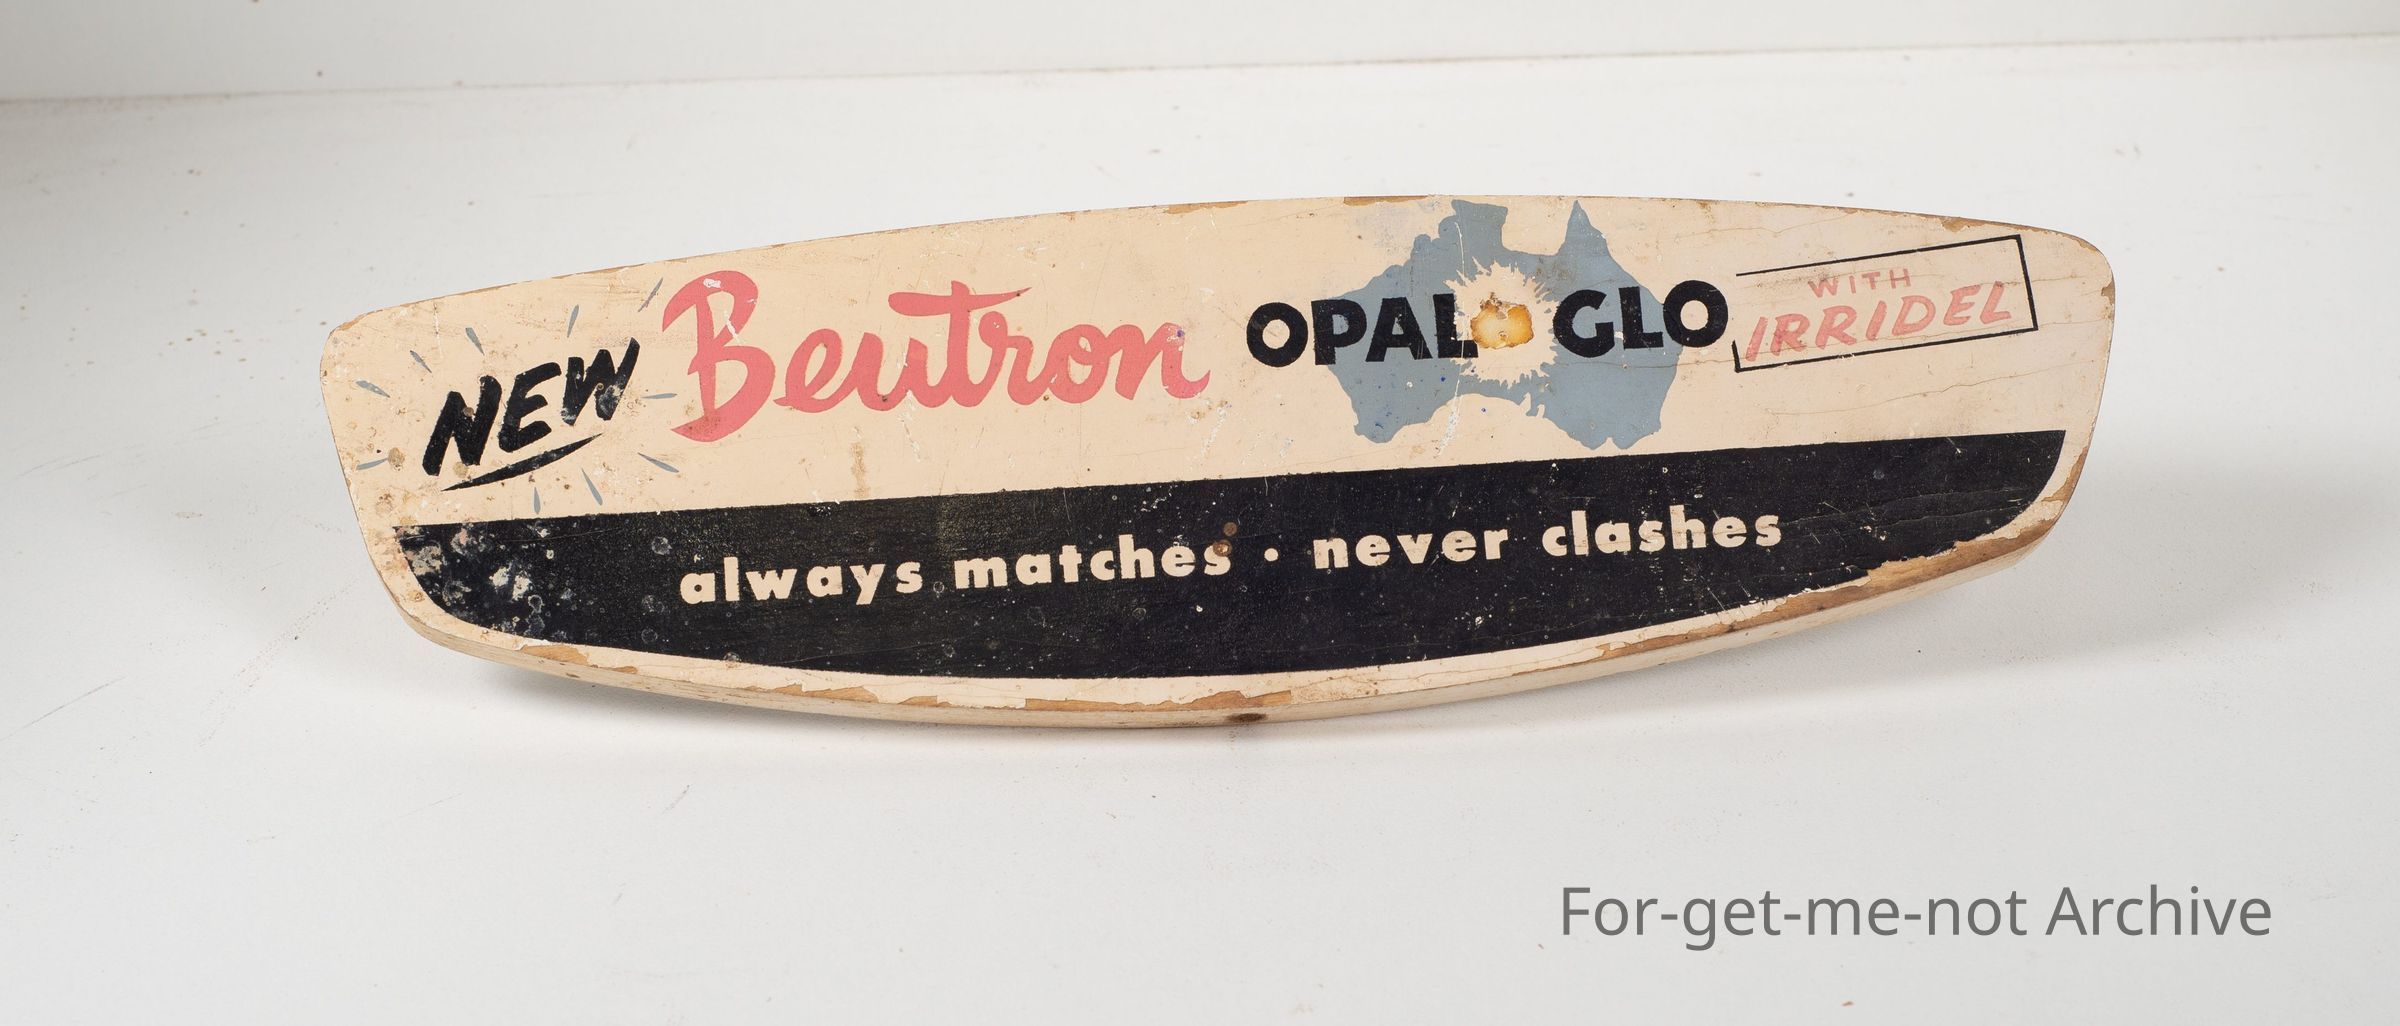 NEW Beutron OPAL GLO WITH IRRIDEL
always matches · never clashes
For-get-me-not Archive